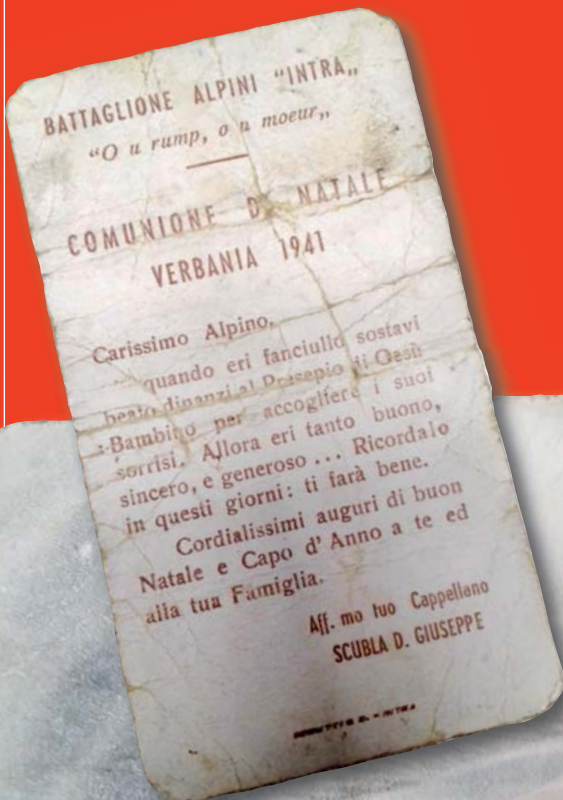 BATTAGLIONE ALPINI “INTRA„
“O u rump, o u moeur„
COMUNIONE DI NATALE
VERBANIA 1941
Carissimo Alpino,
quando eri fanciullo sostavi
beato dinanzi al Presepio di Gesù
Bambino per accogliere i suoi
sorrisi. Allora eri tanto buono,
sincero, e generoso ... Ricordalo
in questi giorni: ti farà bene.
Cordialissimi auguri di buon
Natale e Capo d' Anno a te ed
alla tua Famiglia.
Aff. mo tuo Cappellano
SCUBLA D. GIUSEPPE
INTRA